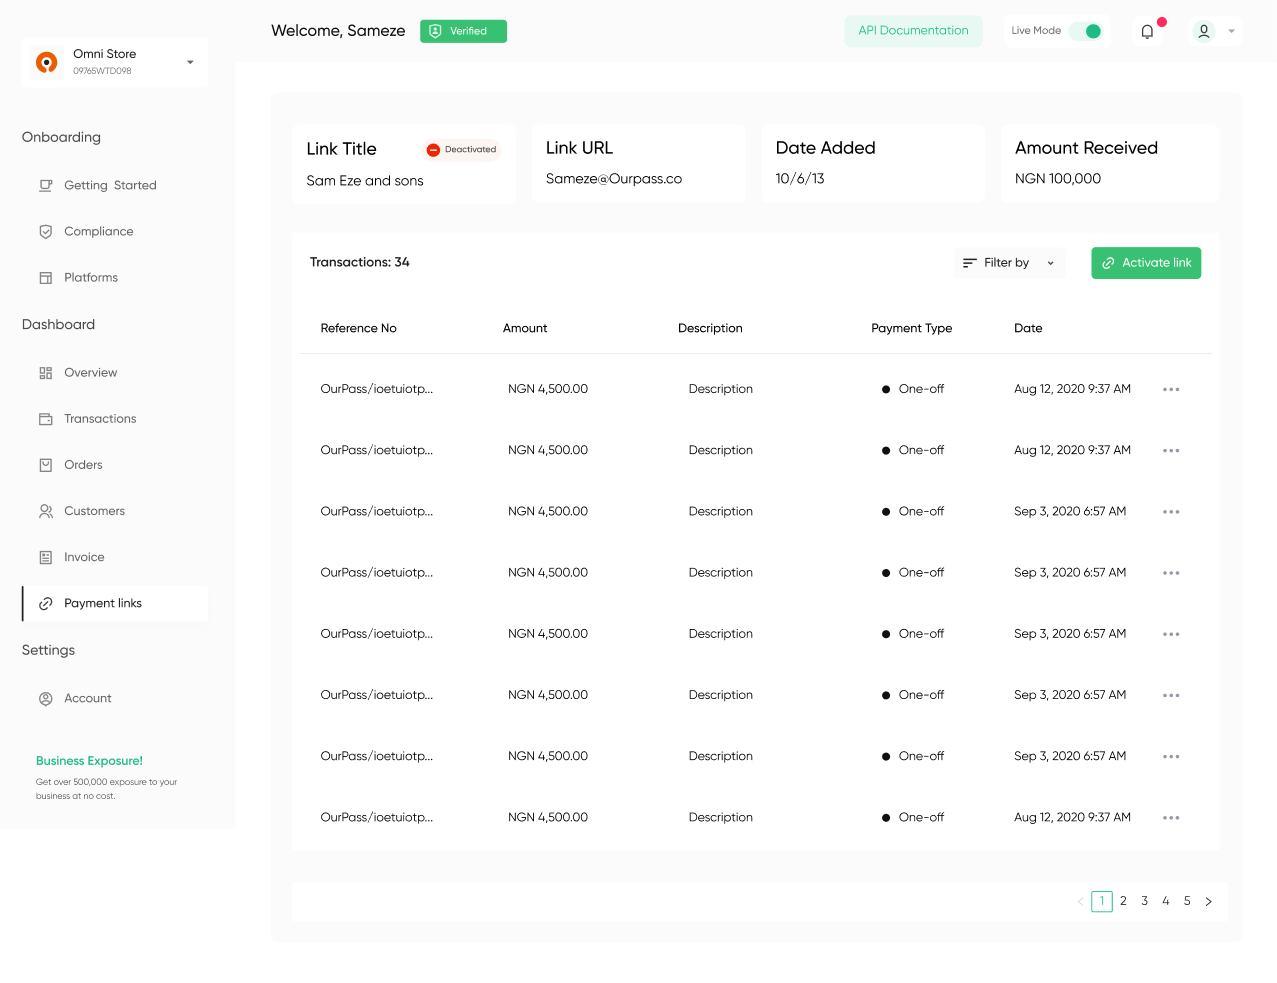 Welcome, Sameze
Verified
API Documentation
Live Mode
Omni Store
09765WTD098
Onboarding
Getting Started
Compliance
Platforms
Dashboard
Overview
Transactions
Orders
Customers
Invoice
Payment links
Settings
Account
Business Exposure!
Get over 500,000 exposure to your
business at no cost.
Link Title
Deactivated
Sam Eze and sons
Link URL
Sameze@Ourpass.co
Date Added
10/6/13
Amount Received
NGN 100,000
Transactions: 34
Filter by
Activate link
Reference No Amount Description Payment Type Date
OurPass/ioetuiotp... NGN 4,500.00 Description One-off Aug 12, 2020 9:37 AM
OurPass/ioetuiotp... NGN 4,500.00 Description One-off Aug 12, 2020 9:37 AM
OurPass/ioetuiotp... NGN 4,500.00 Description One-off Sep 3, 2020 6:57 AM
OurPass/ioetuiotp... NGN 4,500.00 Description One-off Sep 3, 2020 6:57 AM
OurPass/ioetuiotp... NGN 4,500.00 Description One-off Sep 3, 2020 6:57 AM
OurPass/ioetuiotp... NGN 4,500.00 Description One-off Sep 3, 2020 6:57 AM
OurPass/ioetuiotp... NGN 4,500.00 Description One-off Sep 3, 2020 6:57 AM
OurPass/ioetuiotp... NGN 4,500.00 Description One-off Aug 12, 2020 9:37 AM
< 1 2 3 4 5 >